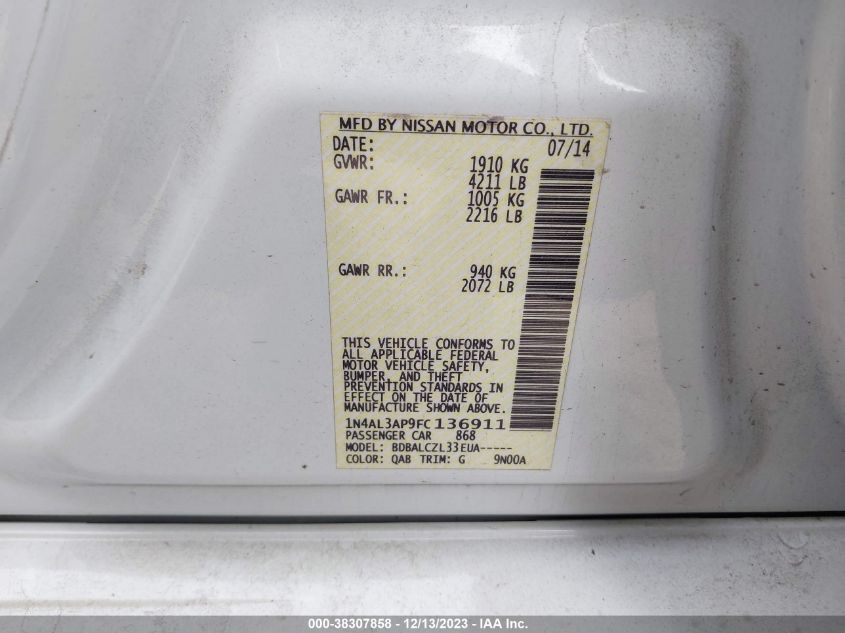 MFD BY NISSAN MOTOR CO., LTD.
DATE: 07/14
GVWR: 1910 KG
4211 LB
GAWR FR.: 1005 KG
2216 LB
GAWR RR.: 940 KG
2072 LB
THIS VEHICLE CONFORMS TO
ALL APPLICABLE FEDERAL
MOTOR VEHICLE SAFETY,
BUMPER, AND THEFT
PREVENTION STANDARDS IN
EFFECT ON THE DATE OF
MANUFACTURE SHOWN ABOVE.
1N4AL3AP9FC136911
PASSENGER CAR 868
MODEL: BDBALCZL33EUA-----
COLOR: QAB TRIM: G 9N00A
000-38307858 - 12/13/2023 - IAA Inc.